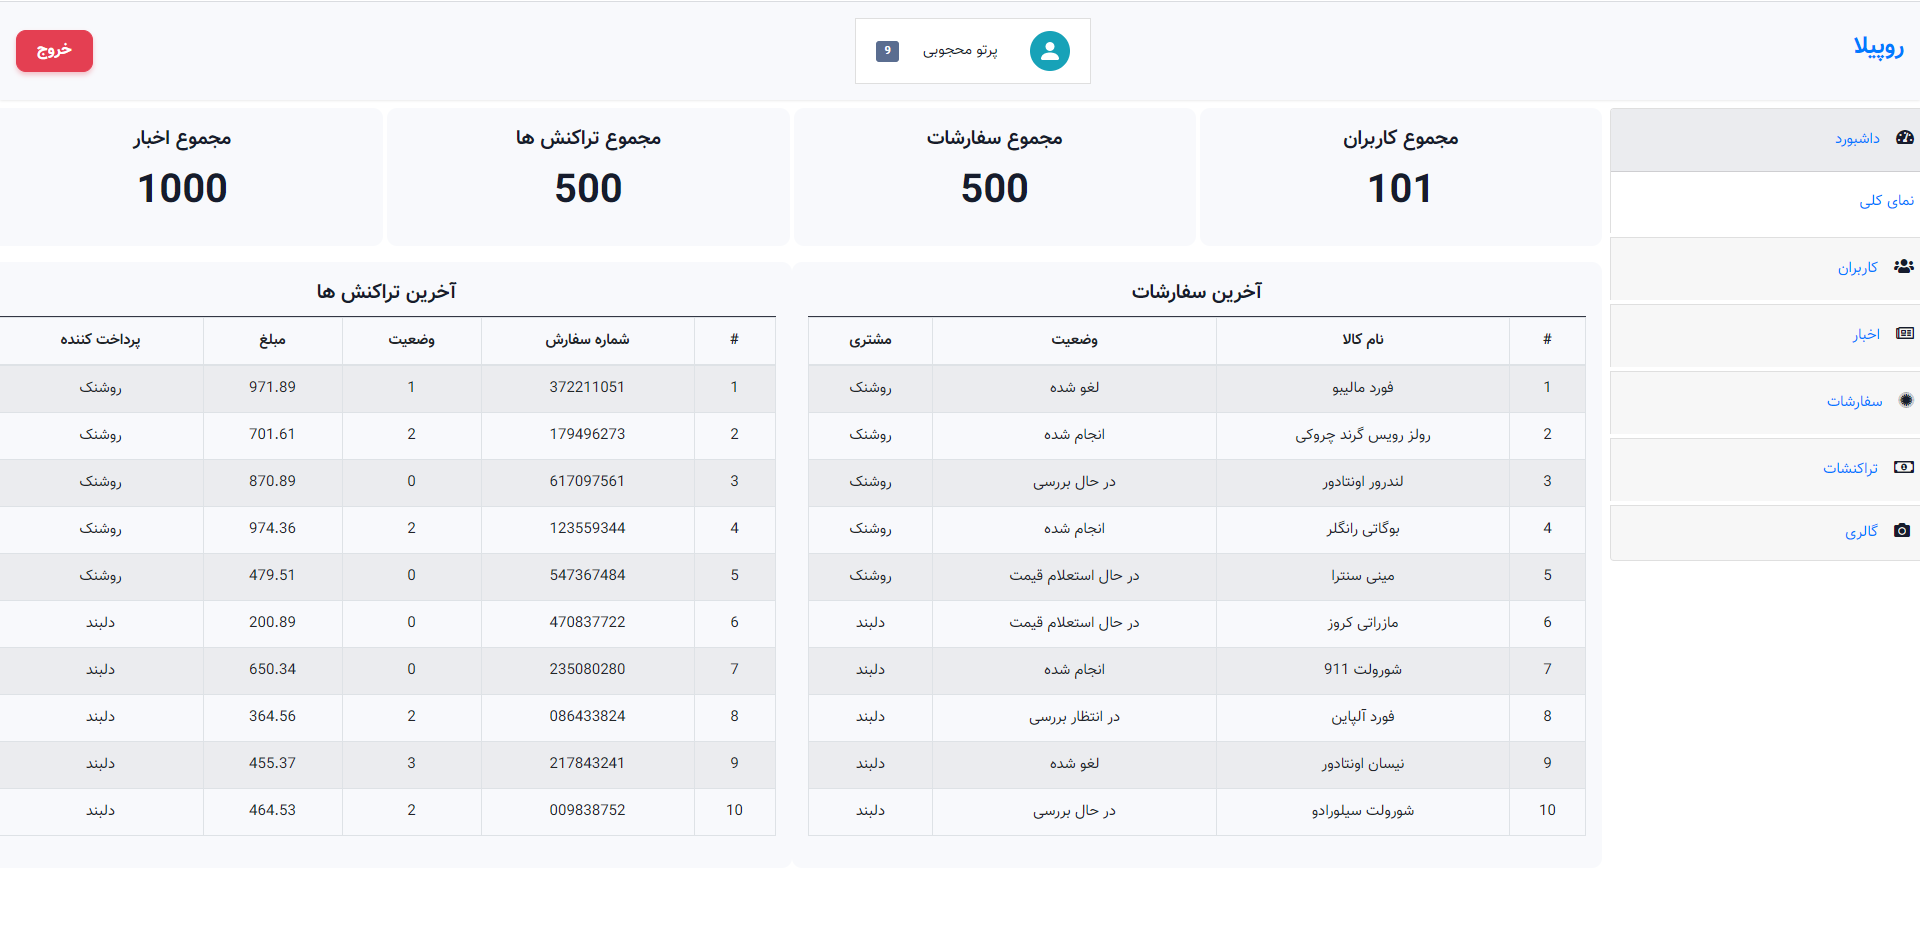 روپیلا
پرتو محجوبی 9
خروج
داشبورد
نمای کلی
کاربران
اخبار
سفارشات
تراکنشات
گالری
مجموع کاربران
101
مجموع سفارشات
500
مجموع تراکنش ها
500
مجموع اخبار
1000
آخرین سفارشات
# نام کالا وضعیت مشتری
1 فورد مالیبو لغو شده روشنک
2 رولز رویس گرند چروکی انجام شده روشنک
3 لندرور اونتادور در حال بررسی روشنک
4 بوگاتی رانگلر انجام شده روشنک
5 مینی سنترا در حال استعلام قیمت روشنک
6 مازراتی کروز در حال استعلام قیمت دلبند
7 شورولت 911 انجام شده دلبند
8 فورد آلپاین در انتظار بررسی دلبند
9 نیسان اونتادور لغو شده دلبند
10 شورولت سیلورادو در حال بررسی دلبند
آخرین تراکنش ها
# شماره سفارش وضعیت مبلغ پرداخت کننده
1 372211051 1 971.89 روشنک
2 179496273 2 701.61 روشنک
3 617097561 0 870.89 روشنک
4 123559344 2 974.36 روشنک
5 547367484 0 479.51 روشنک
6 470837722 0 200.89 دلبند
7 235080280 0 650.34 دلبند
8 086433824 2 364.56 دلبند
9 217843241 3 455.37 دلبند
10 009838752 2 464.53 دلبند